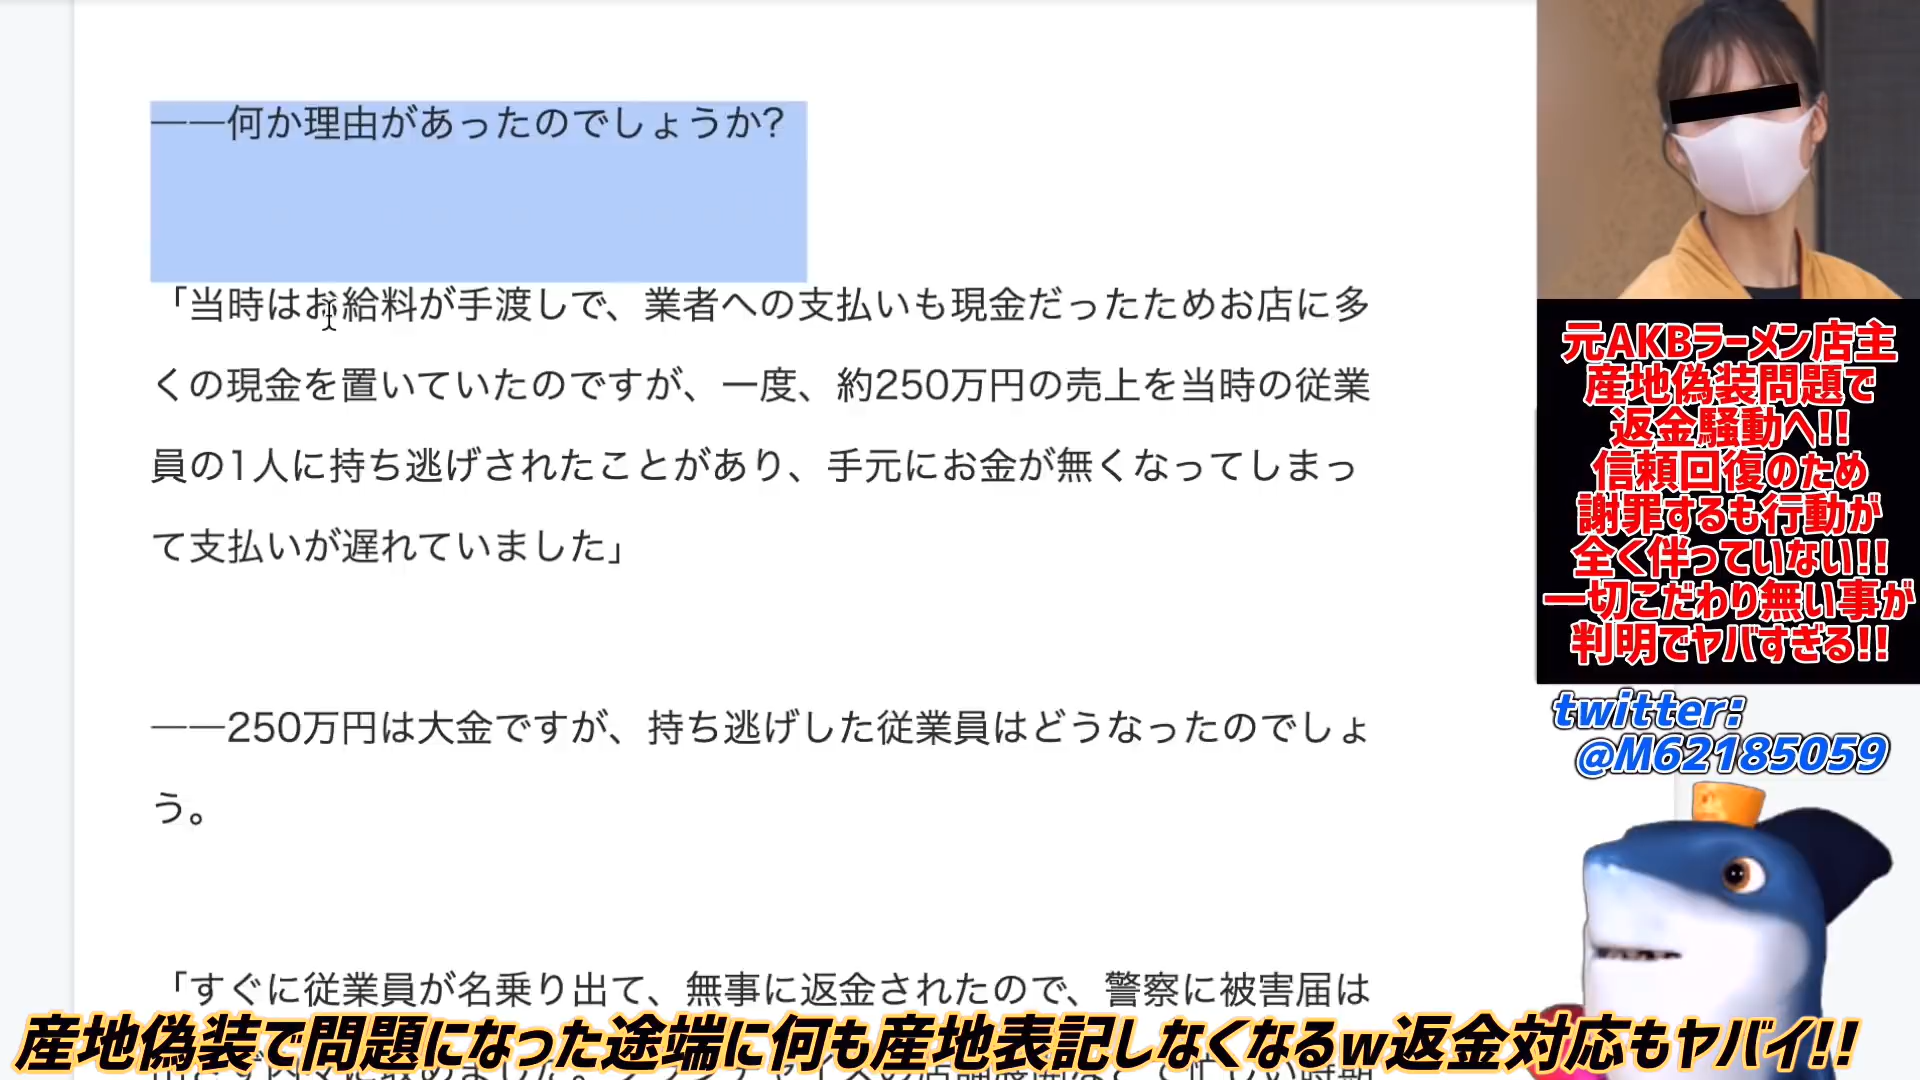 ――何か理由があったのでしょうか?
「当時はお給料が手渡しで、業者への支払いも現金だったためお店に多
くの現金を置いていたのですが、一度、約250万円の売上を当時の従業
員の1人に持ち逃げされたことがあり、手元にお金が無くなってしまっ
て支払いが遅れていました」
――250万円は大金ですが、持ち逃げした従業員はどうなったのでしょ
う。
「すぐに従業員が名乗り出て、無事に返金されたので、警察に被害届は
産地偽装で問題になった途端に何も産地表記しなくなるw返金対応もヤバイ!!
元AKBラーメン店主
産地偽装問題で
返金騒動へ!!
信頼回復のため
謝罪するも行動が
全く伴っていない!!
一切こだわり無い事が
判明でヤバすぎる!!
twitter:
@M62185059